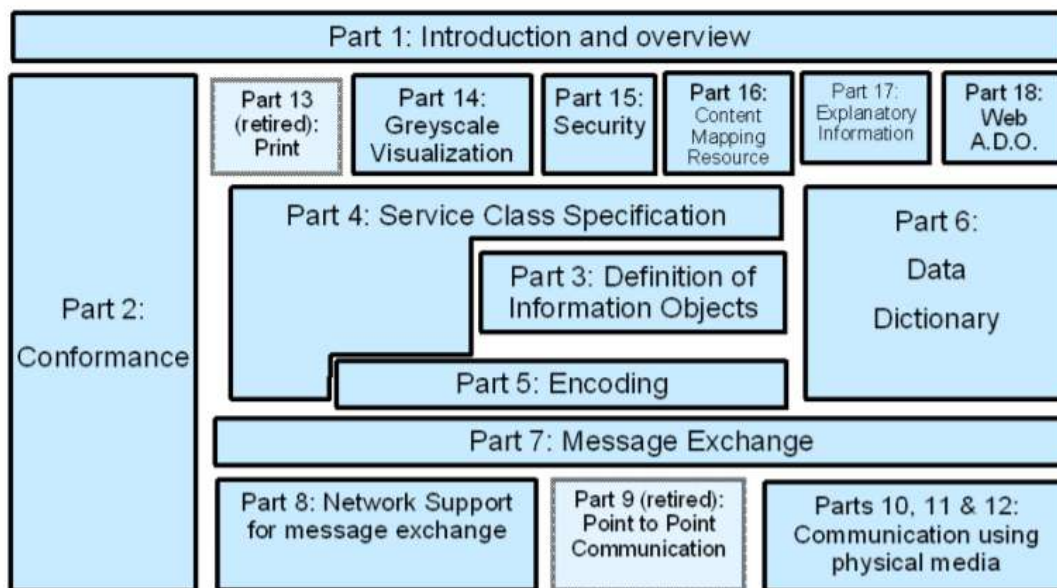 Part 1: Introduction and overview
Part 13
(retired):
Print
Part 14:
Greyscale
Visualization
Part 15:
Security
Part 16:
Content
Mapping
Resource
Part 17:
Explanatory
Information
Part 18:
Web
A.D.O.
Part 2:
Conformance
Part 4: Service Class Specification
Part 3: Definition of
Information Objects
Part 5: Encoding
Part 6:
Data
Dictionary
Part 7: Message Exchange
Part 8: Network Support
for message exchange
Part 9 (retired):
Point to Point
Communication
Parts 10, 11 & 12:
Communication using
physical media